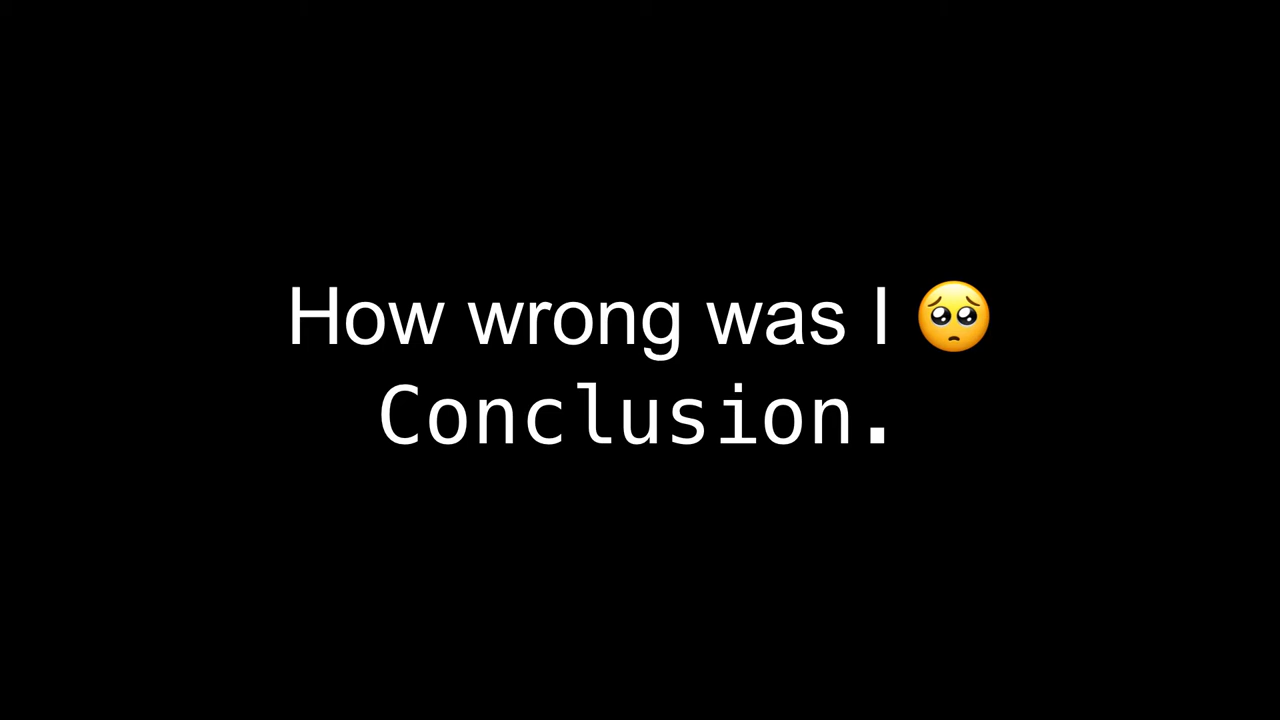 How wrong was I 🥺
Conclusion.